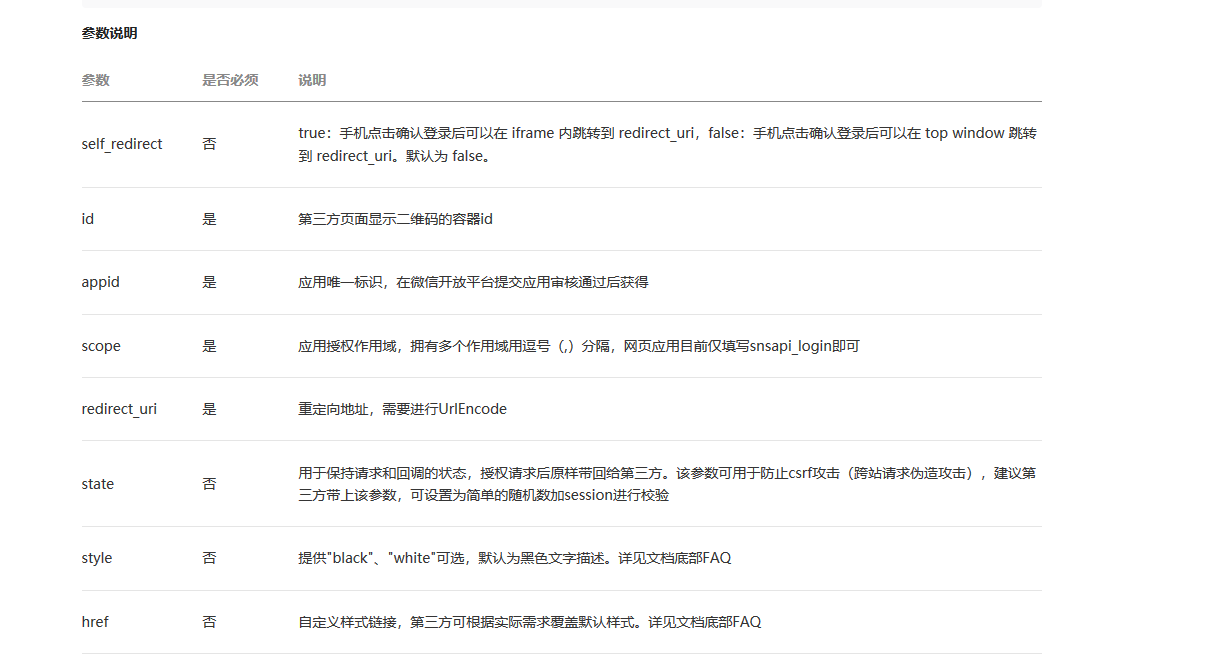 参数说明
参数 是否必须 说明
self_redirect 否 true：手机点击确认登录后可以在 iframe 内跳转到 redirect_uri，false：手机点击确认登录后可以在 top window 跳转
到 redirect_uri。默认为 false。
id 是 第三方页面显示二维码的容器id
appid 是 应用唯一标识，在微信开放平台提交应用审核通过后获得
scope 是 应用授权作用域，拥有多个作用域用逗号（,）分隔，网页应用目前仅填写snsapi_login即可
redirect_uri 是 重定向地址，需要进行UrlEncode
state 否 用于保持请求和回调的状态，授权请求后原样带回给第三方。该参数可用于防止csrf攻击（跨站请求伪造攻击），建议第
三方带上该参数，可设置为简单的随机数加session进行校验
style 否 提供"black"、"white"可选，默认为黑色文字描述。详见文档底部FAQ
href 否 自定义样式链接，第三方可根据实际需求覆盖默认样式。详见文档底部FAQ